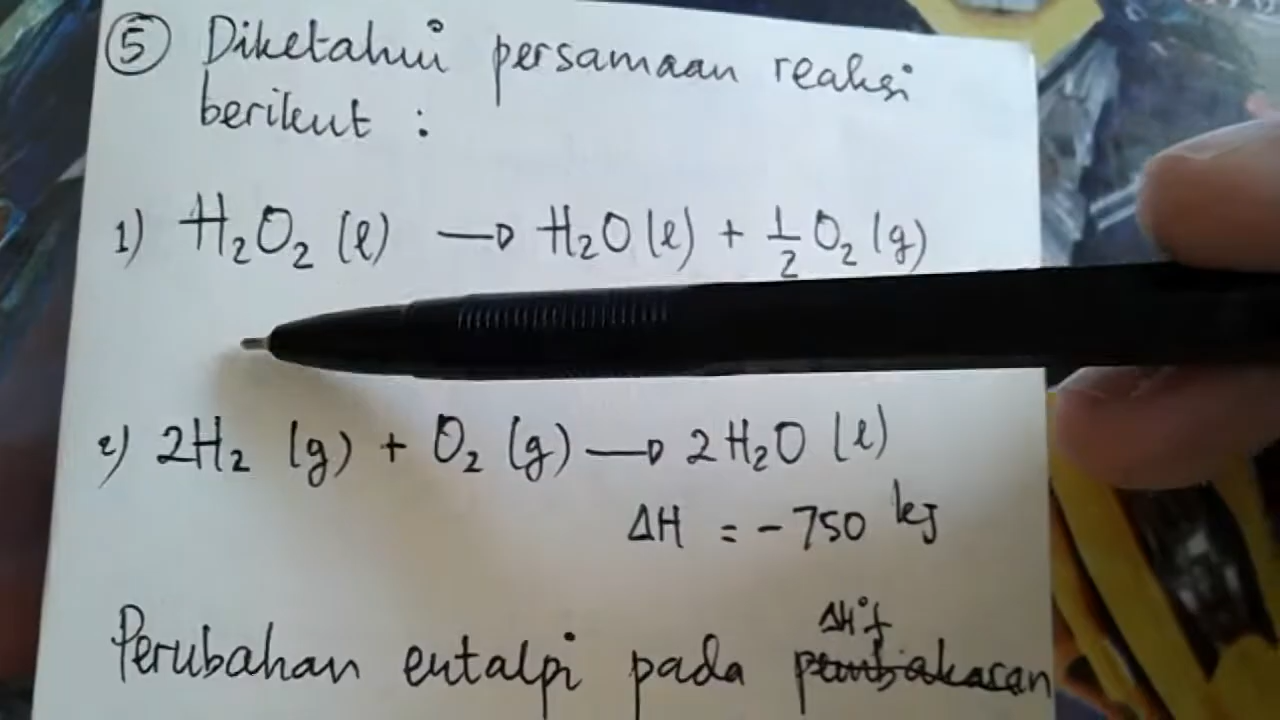 ⑤ Diketahui persamaan reaksi
berikut :
1) H₂O₂ (l) → H₂O (l) + ½ O₂ (g)
2) 2H₂ (g) + O₂ (g) → 2H₂O (l)
ΔH = -750 kJ
ΔH°f
Perubahan entalpi pada pembakaran